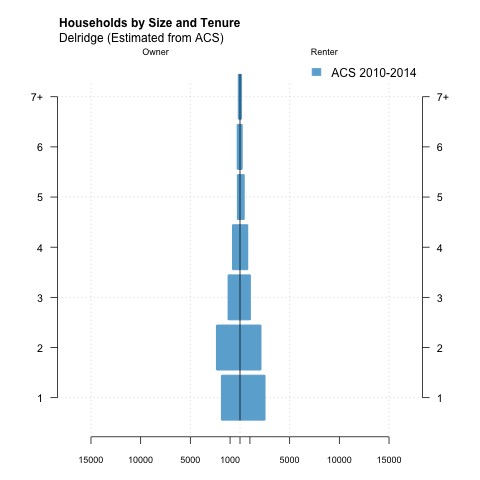 Households by Size and Tenure
Delridge (Estimated from ACS)
Owner Renter
ACS 2010-2014
7+ 7+
6 6
5 5
4 4
3 3
2 2
1 1
15000 10000 5000 1000 5000 10000 15000